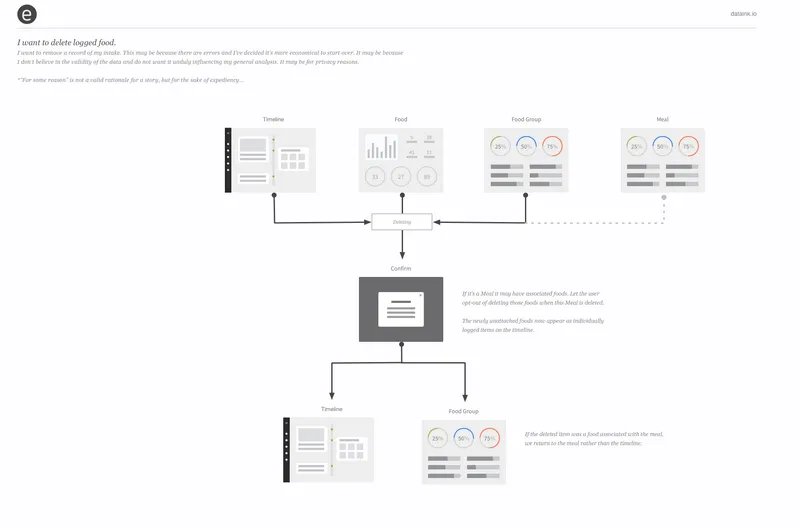 e
dataink.io
I want to delete logged food.
I want to remove a record of my intake. This may be because there are errors and I've decided it's more economical to start over. It may be because
I don't believe in the validity of the data and do not want it unduly influencing my general analysis. It may be for privacy reasons.
*"For some reason" is not a valid rationale for a story, but for the sake of expediency...
Timeline
Food
Food Group
Meal
25%
50%
75%
25%
50%
75%
33
27
89
Deleting
Confirm
If it's a Meal it may have associated foods. Let the user
opt-out of deleting those foods when this Meal is deleted.
The newly unattached foods now appear as individually
logged items on the timeline.
Timeline
Food Group
25%
50%
75%
If the deleted item was a food associated with the meal,
we return to the meal rather than the timeline.